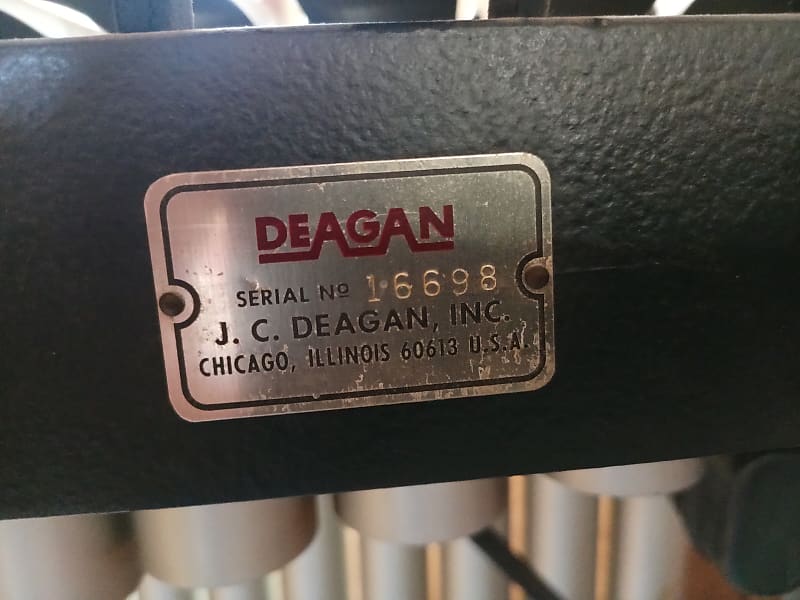 DEAGAN
SERIAL Nº 16698
J. C. DEAGAN, INC.
CHICAGO, ILLINOIS 60613 U.S.A.